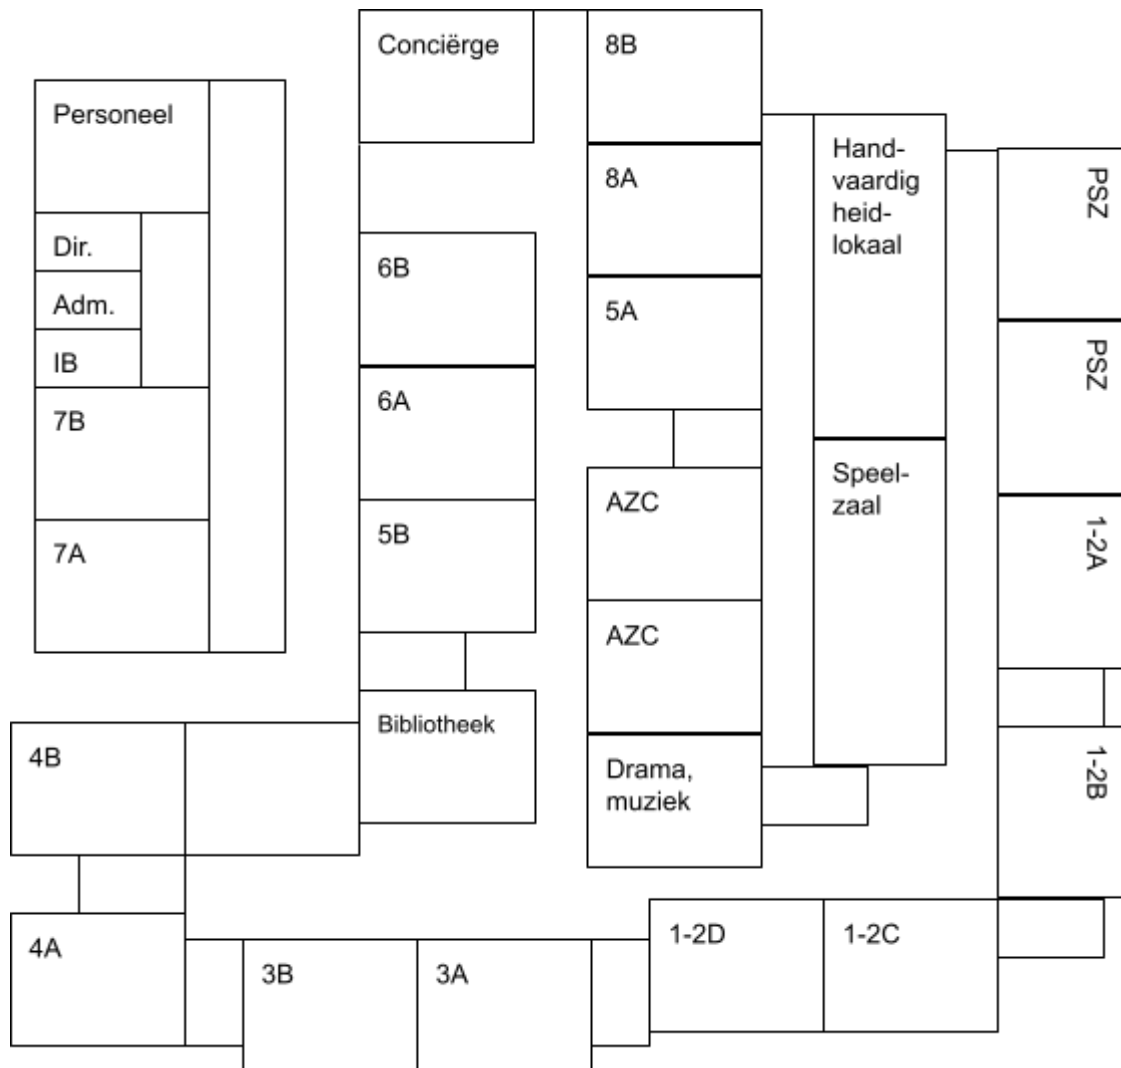 Conciërge
8B
Personeel
Hand-
vaardig
heid-
lokaal
8A
PSZ
Dir.
6B
Adm.
5A
IB
PSZ
7B
6A
Speel-
zaal
AZC
7A
5B
1-2A
AZC
Bibliotheek
4B
Drama,
muziek
1-2B
4A
3B
3A
1-2D
1-2C